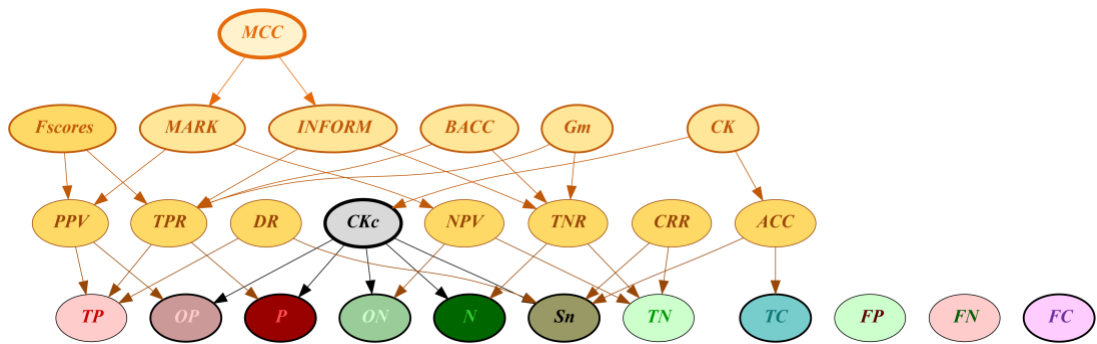 MCC
Fscores MARK INFORM BACC Gm CK
PPV TPR DR CKc NPV TNR CRR ACC
TP OP P ON N Sn TN TC FP FN FC